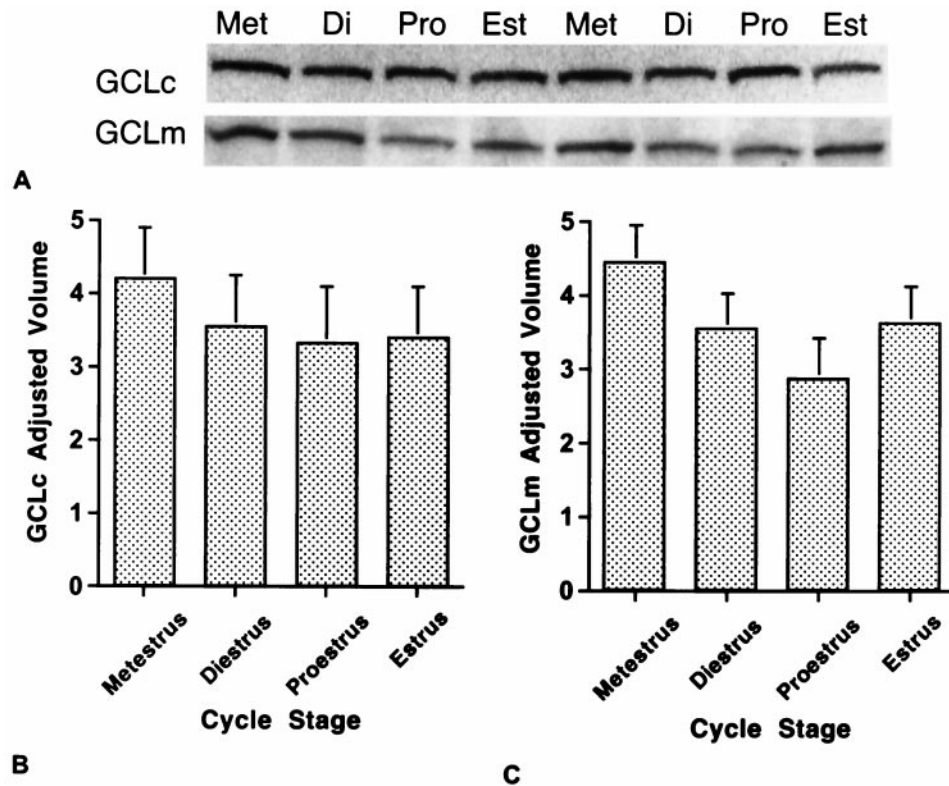 Met Di Pro Est Met Di Pro Est
GCLc
GCLm
A
5
4
3
2
1
0
GCLc Adjusted Volume
Metestrus
Diestrus
Proestrus
Estrus
Cycle Stage
B
5
4
3
2
1
0
GCLm Adjusted Volume
Metestrus
Diestrus
Proestrus
Estrus
Cycle Stage
C